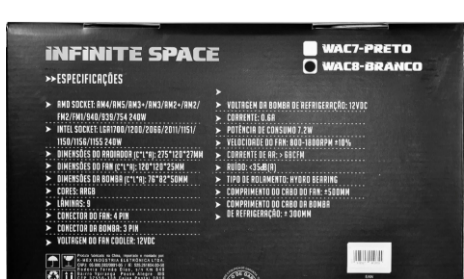 INFINITE SPACE
WAC7-PRETO
WAC8-BRANCO
>>ESPECIFICAÇÕES
AMD SOCKET: AM4/AM5/AM3+/AM3/AM2+/AM2/
FM2/FM1/940/939/754 240W
INTEL SOCKET: LGA1700/1200/2066/2011/1151/
1150/1156/1155 240W
DIMENSÕES DO RADIADOR (C*L*A): 275*120*27MM
DIMENSÕES DO FAN (C*L*A): 120*120*25MM
DIMENSÕES DA BOMBA (C*L*A): 76*82*50MM
CORES: ARGB
LÂMINAS: 9
CONECTOR DO FAN: 4 PIN
CONECTOR DA BOMBA: 3 PIN
VOLTAGEM DO FAN COOLER: 12VDC
VOLTAGEM DA BOMBA DE REFRIGERAÇÃO: 12VDC
CORRENTE: 0.6A
POTÊNCIA DE CONSUMO 7.2W
VELOCIDADE DO FAN: 800-1800RPM ±10%
CORRENTE DE AR: > 68CFM
RUÍDO: <35dB(A)
TIPO DE ROLAMENTO: HYDRO BEARING
COMPRIMENTO DO CABO DO FAN: ±500MM
COMPRIMENTO DO CABO DA BOMBA
DE REFRIGERAÇÃO: ± 300MM